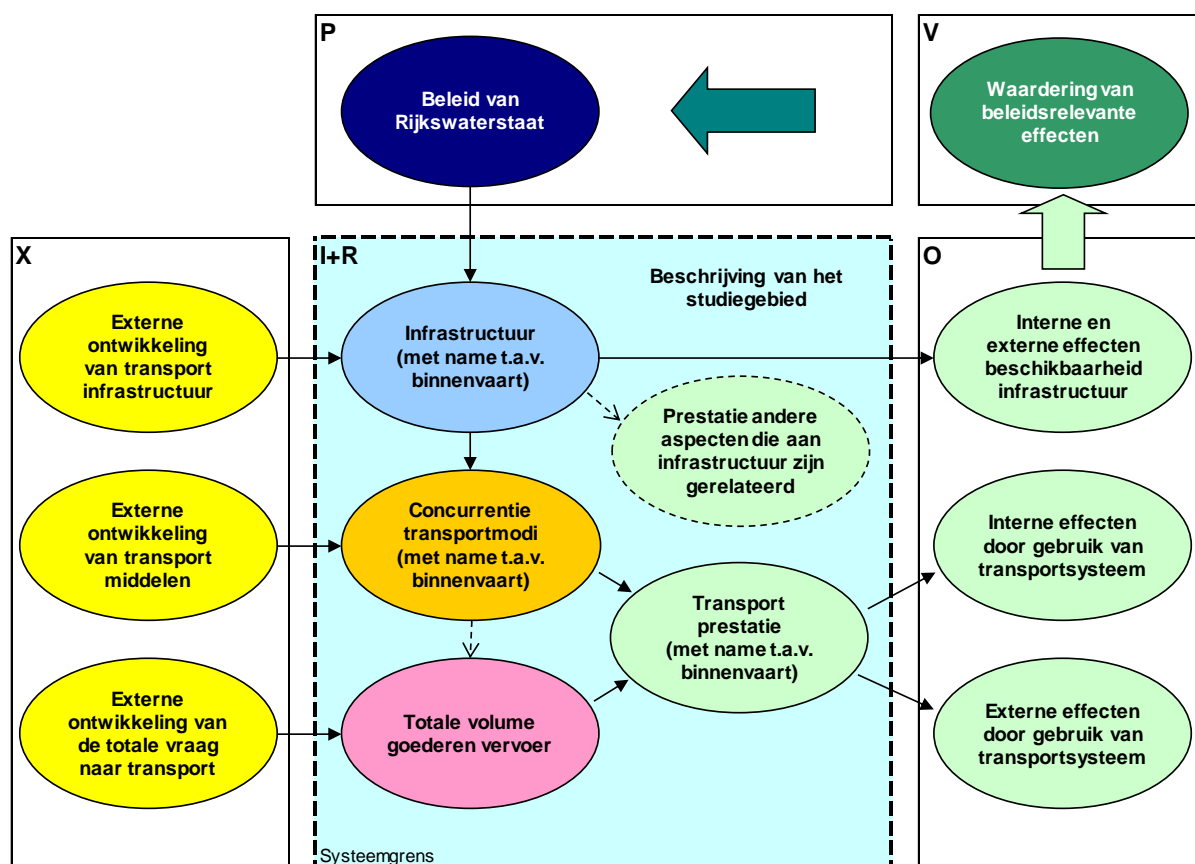 P
Beleid van
Rijkswaterstaat
V
Waardering van
beleidsrelevante
effecten
X
Externe
ontwikkeling
van transport
infrastructuur
Externe
ontwikkeling
van transport
middelen
Externe
ontwikkeling van
de totale vraag
naar transport
I+R
Beschrijving van het
studiegebied
Infrastructuur
(met name t.a.v.
binnenvaart)
Prestatie andere
aspecten die aan
infrastructuur zijn
gerelateerd
Concurrentie
transportmodi
(met name t.a.v.
binnenvaart)
Transport
prestatie
(met name t.a.v.
binnenvaart)
Totale volume
goederen vervoer
Systeemgrens
O
Interne en
externe effecten
beschikbaarheid
infrastructuur
Interne effecten
door gebruik van
transportsysteem
Externe effecten
door gebruik van
transportsysteem